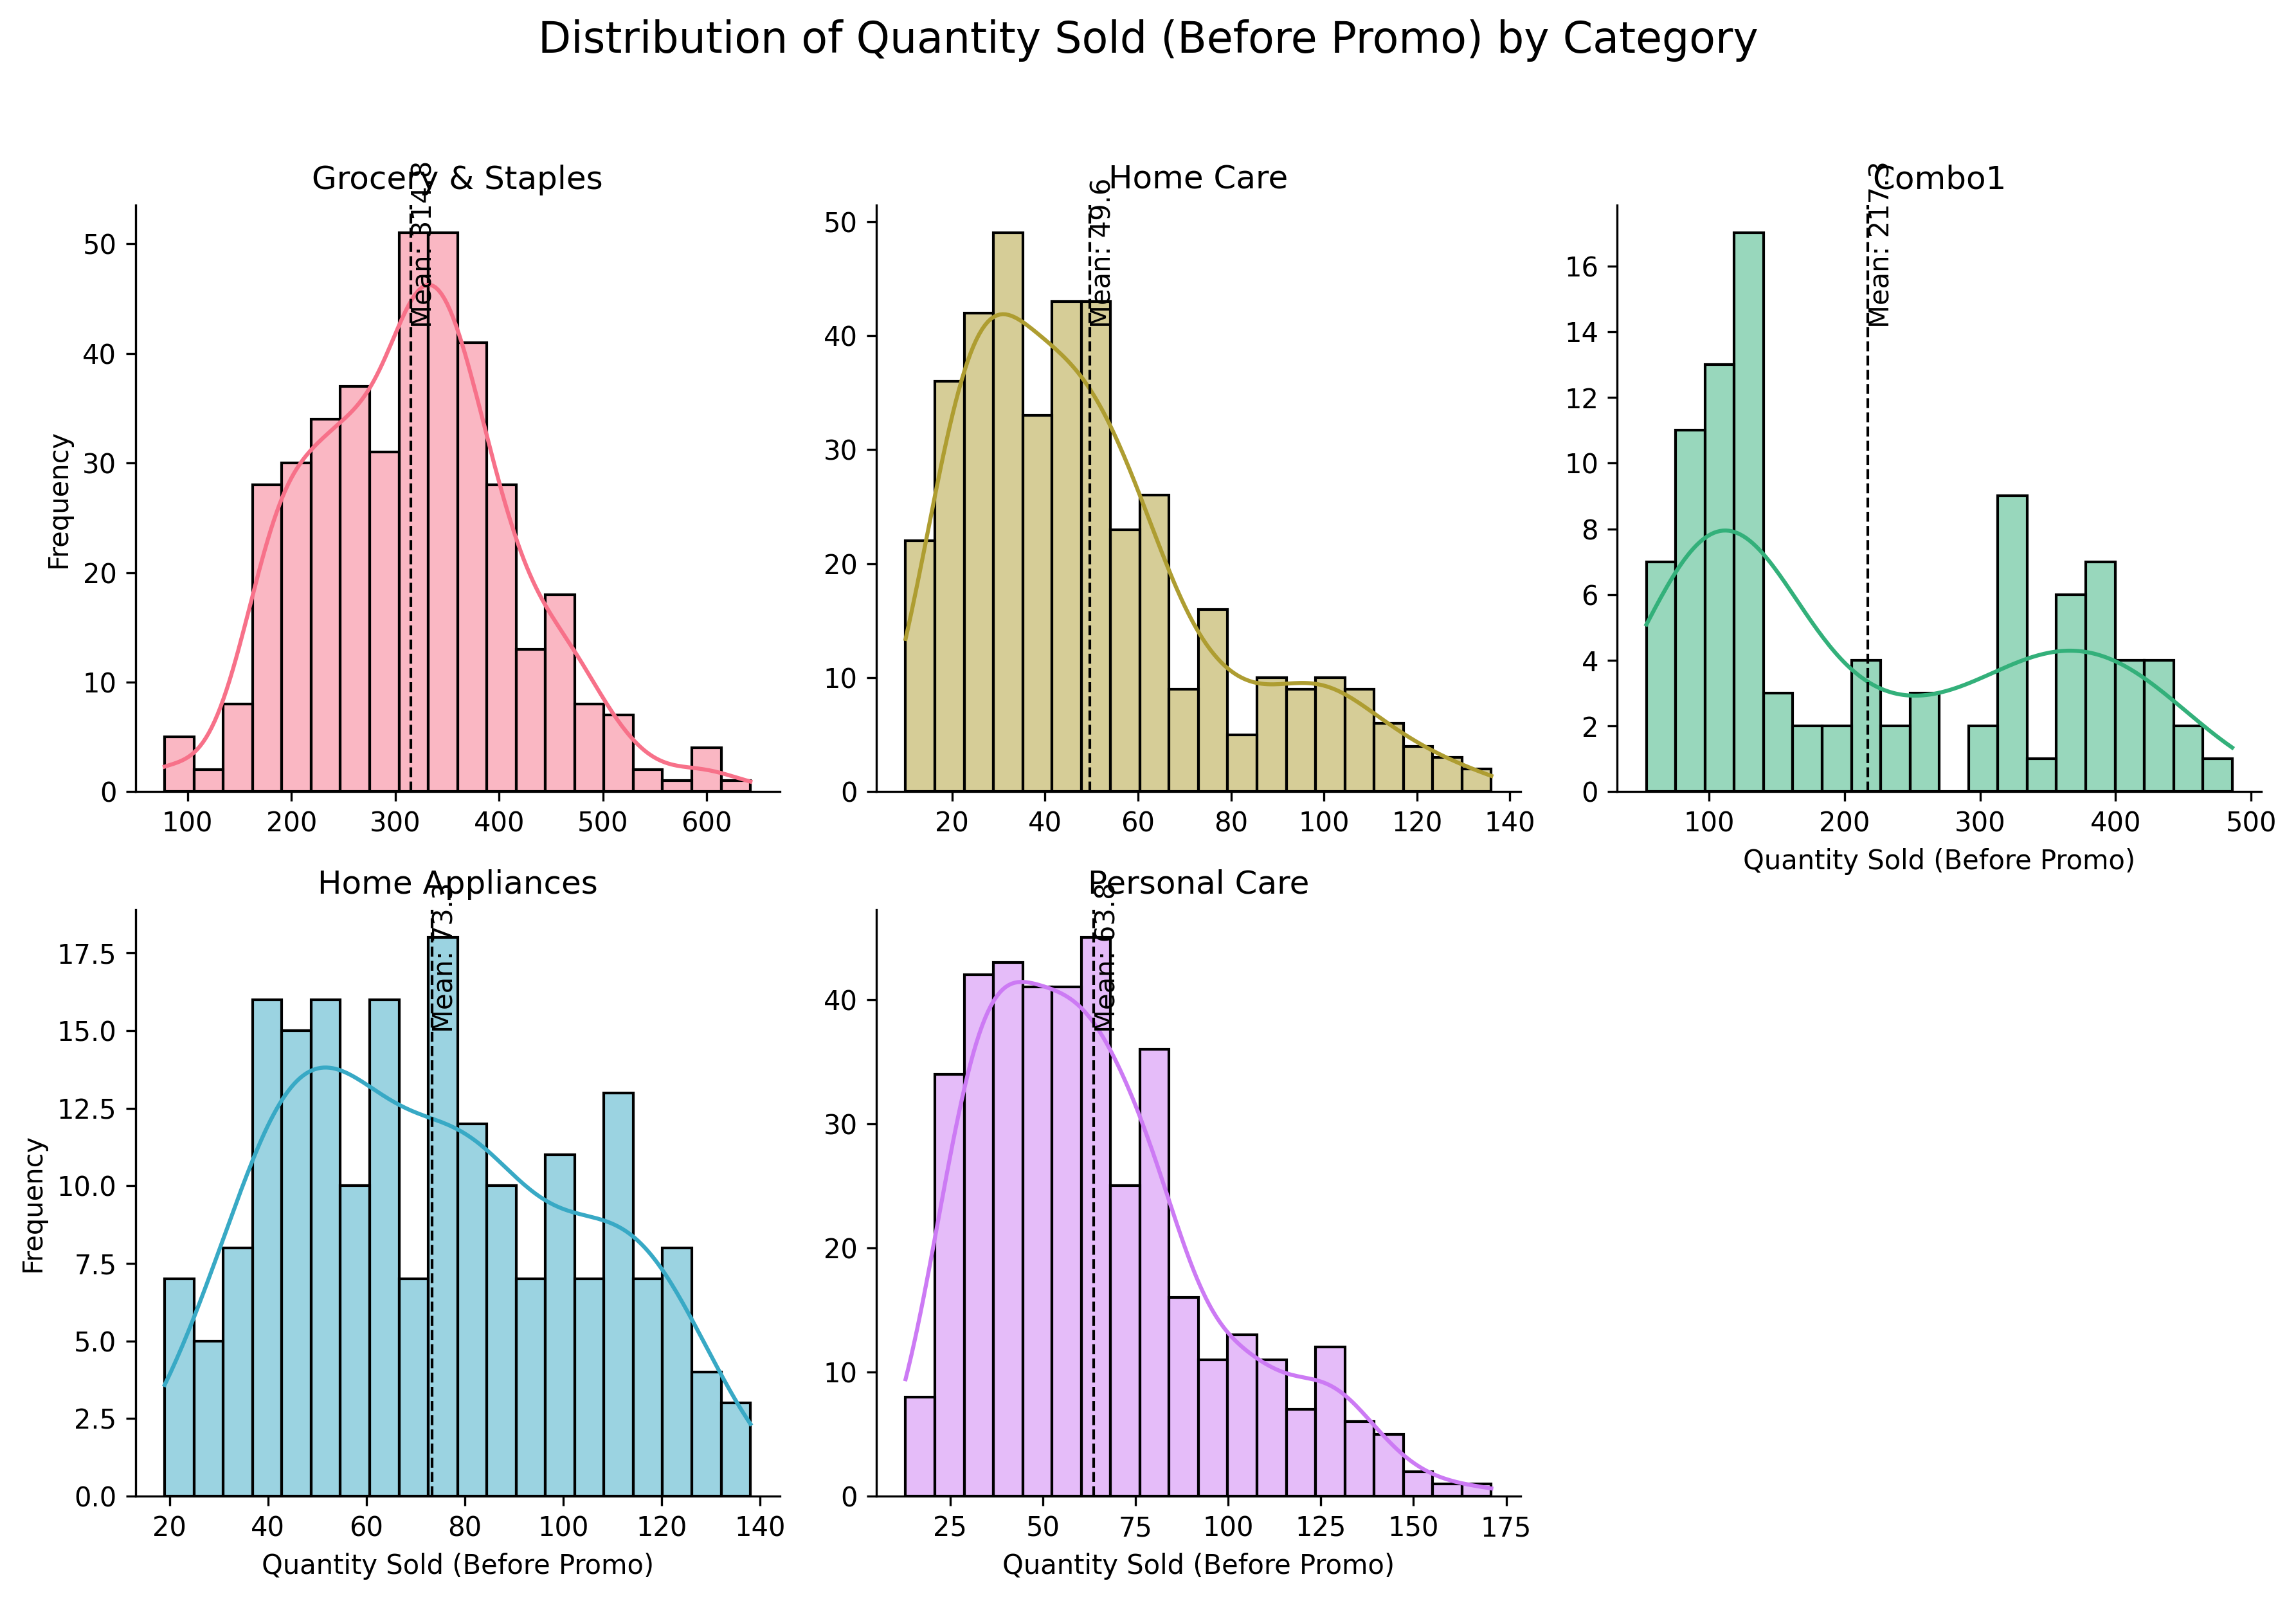 Distribution of Quantity Sold (Before Promo) by Category
Grocery & Staples
Mean: 314.8
Frequency
50
40
30
20
10
0
100 200 300 400 500 600
Home Care
Mean: 49.6
50
40
30
20
10
0
20 40 60 80 100 120 140
Combo1
Mean: 217.3
16
14
12
10
8
6
4
2
0
100 200 300 400 500
Quantity Sold (Before Promo)
Home Appliances
Mean: 73.3
Frequency
17.5
15.0
12.5
10.0
7.5
5.0
2.5
0.0
20 40 60 80 100 120 140
Quantity Sold (Before Promo)
Personal Care
Mean: 63.8
40
30
20
10
0
25 50 75 100 125 150 175
Quantity Sold (Before Promo)